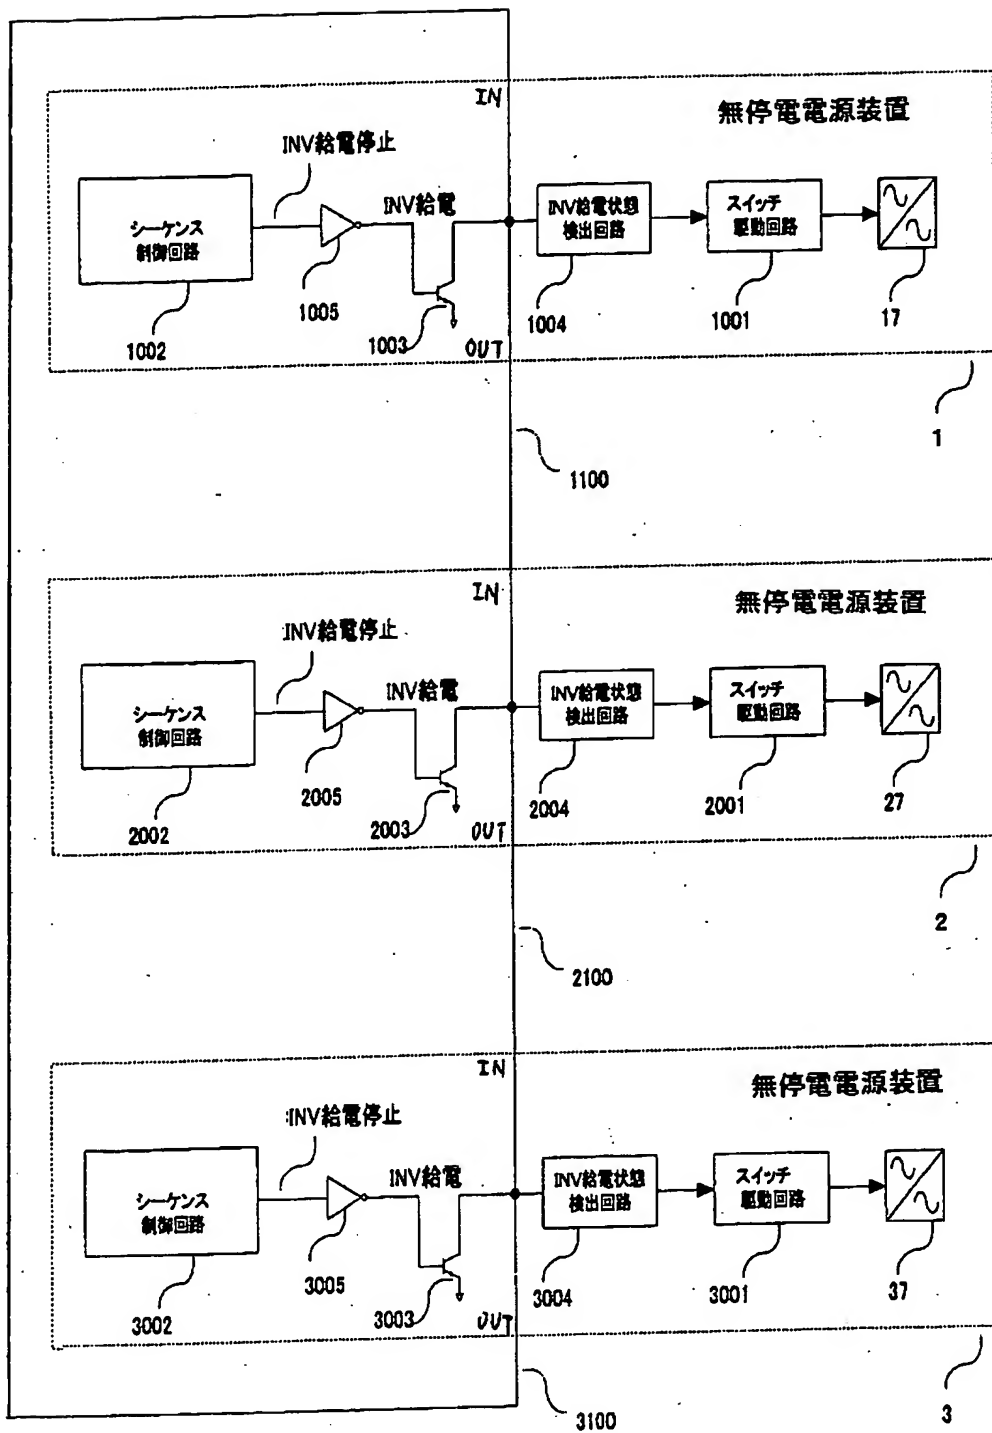 IN
無停電電源装置
INV給電停止
INV給電
シーケンス
制御回路
INV給電状態
検出回路
スイッチ
駆動回路
1002
1005
1003
OUT
1004
1001
17
1
1100
IN
無停電電源装置
INV給電停止
INV給電
シーケンス
制御回路
INV給電状態
検出回路
スイッチ
駆動回路
2002
2005
2003
OUT
2004
2001
27
2
2100
IN
無停電電源装置
INV給電停止
INV給電
シーケンス
制御回路
INV給電状態
検出回路
スイッチ
駆動回路
3002
3005
3003
OUT
3004
3001
37
3
3100